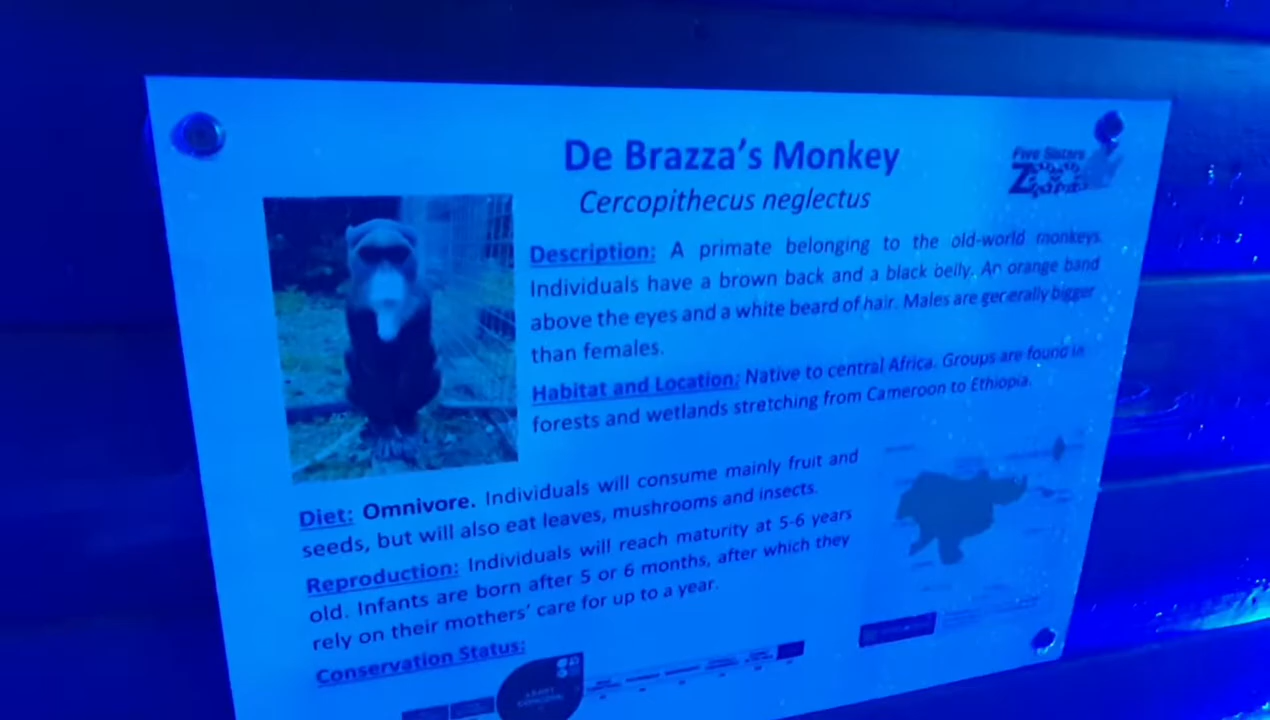 De Brazza's Monkey
Five Sisters
Zoo
Cercopithecus neglectus
Description: A primate belonging to the old-world monkeys.
Individuals have a brown back and a black belly. An orange band
above the eyes and a white beard of hair. Males are generally bigger
than females.
Habitat and Location: Native to central Africa. Groups are found in
forests and wetlands stretching from Cameroon to Ethiopia.
Diet: Omnivore. Individuals will consume mainly fruit and
seeds, but will also eat leaves, mushrooms and insects.
Reproduction: Individuals will reach maturity at 5-6 years
old. Infants are born after 5 or 6 months, after which they
rely on their mothers' care for up to a year.
Conservation Status: